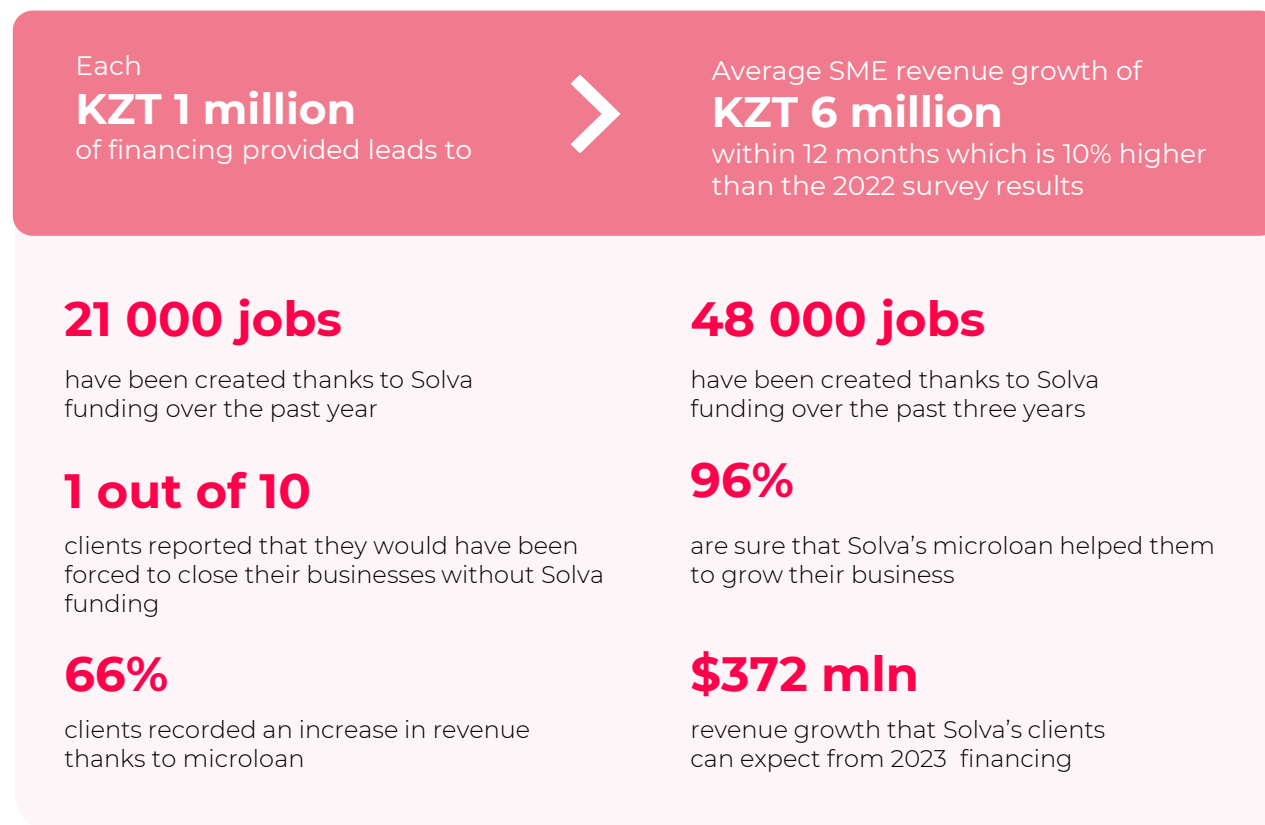 Each
KZT 1 million
of financing provided leads to
Average SME revenue growth of
KZT 6 million
within 12 months which is 10% higher
than the 2022 survey results
21 000 jobs
have been created thanks to Solva
funding over the past year
48 000 jobs
have been created thanks to Solva
funding over the past three years
1 out of 10
clients reported that they would have been
forced to close their businesses without Solva
funding
96%
are sure that Solva’s microloan helped them
to grow their business
66%
clients recorded an increase in revenue
thanks to microloan
$372 mln
revenue growth that Solva’s clients
can expect from 2023  financing